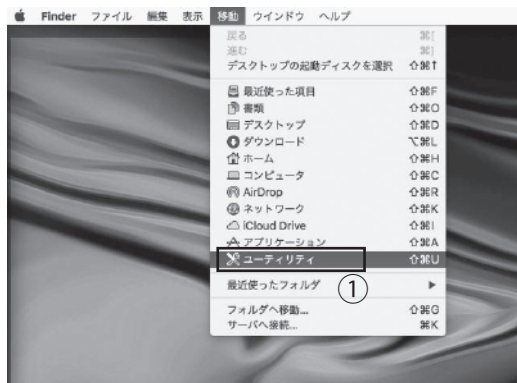 Finder ファイル 編集 表示 移動 ウインドウ ヘルプ
戻る ⌘[
進む ⌘]
デスクトップの起動ディスクを選択 ⇧⌘↑
最近使った項目 ⇧⌘F
書類 ⇧⌘O
デスクトップ ⇧⌘D
ダウンロード ⌥⌘L
ホーム ⇧⌘H
コンピュータ ⇧⌘C
AirDrop ⇧⌘R
ネットワーク ⇧⌘K
iCloud Drive ⇧⌘I
アプリケーション ⇧⌘A
ユーティリティ ⇧⌘U
最近使ったフォルダ ▶
①
フォルダへ移動... ⇧⌘G
サーバへ接続... ⌘K